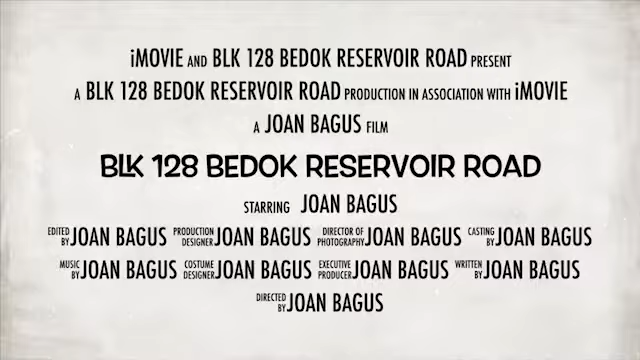 iMOVIE AND BLK 128 BEDOK RESERVOIR ROAD PRESENT
A BLK 128 BEDOK RESERVOIR ROAD PRODUCTION IN ASSOCIATION WITH iMOVIE
A JOAN BAGUS FILM
BLK 128 BEDOK RESERVOIR ROAD
STARRING JOAN BAGUS
EDITED BY JOAN BAGUS PRODUCTION DESIGNER JOAN BAGUS DIRECTOR OF PHOTOGRAPHY JOAN BAGUS CASTING BY JOAN BAGUS
MUSIC BY JOAN BAGUS COSTUME DESIGNER JOAN BAGUS EXECUTIVE PRODUCER JOAN BAGUS WRITTEN BY JOAN BAGUS
DIRECTED BY JOAN BAGUS